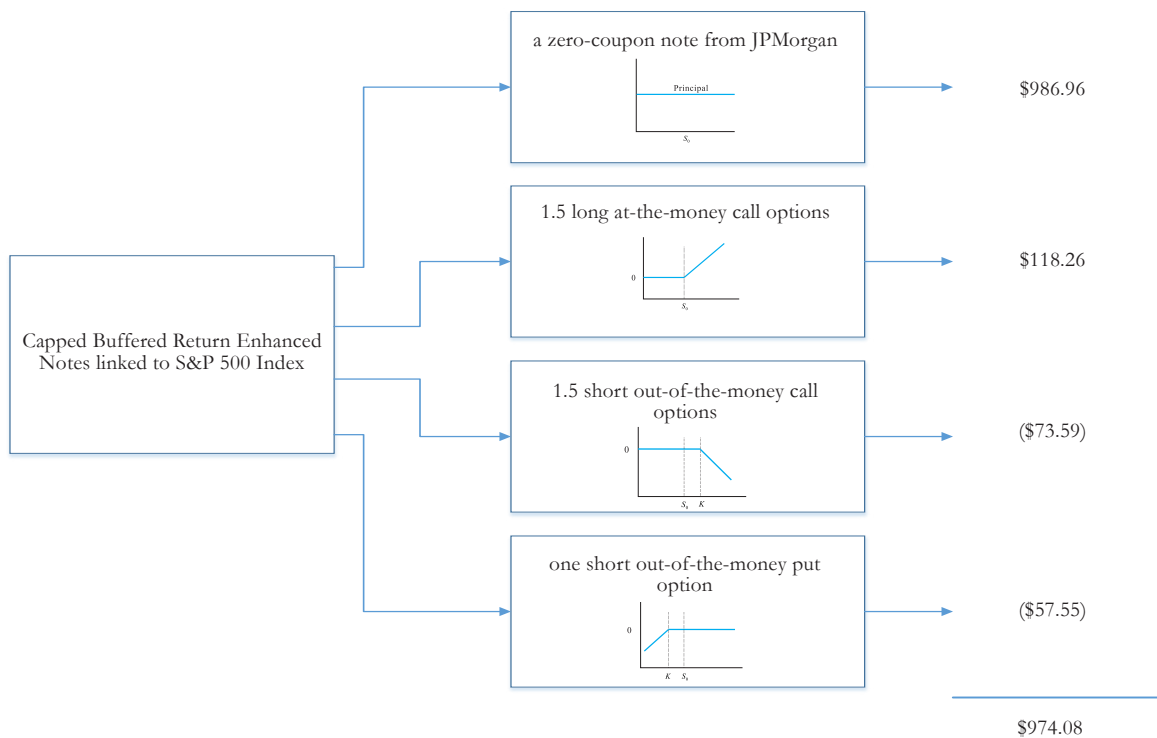 a zero-coupon note from JPMorgan
Principal
S0
$986.96
1.5 long at-the-money call options
0
S0
$118.26
Capped Buffered Return Enhanced
Notes linked to S&P 500 Index
1.5 short out-of-the-money call
options
0
S0 K
($73.59)
one short out-of-the-money put
option
0
K S0
($57.55)
$974.08